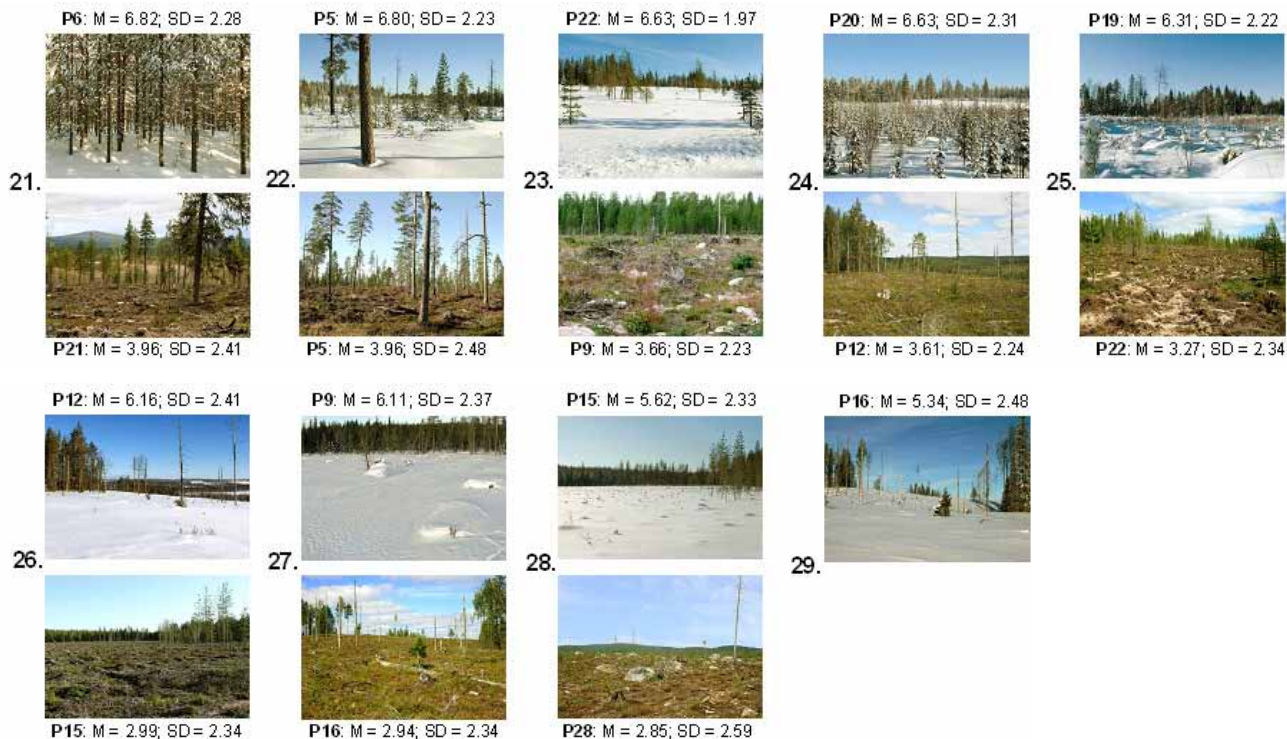 P6: M = 6.82; SD = 2.28
P5: M = 6.80; SD = 2.23
P22: M = 6.63; SD = 1.97
P20: M = 6.63; SD = 2.31
P19: M = 6.31; SD = 2.22
21.
22.
23.
24.
25.
P21: M = 3.96; SD = 2.41
P5: M = 3.96; SD = 2.48
P9: M = 3.66; SD = 2.23
P12: M = 3.61; SD = 2.24
P22: M = 3.27; SD = 2.34
P12: M = 6.16; SD = 2.41
P9: M = 6.11; SD = 2.37
P15: M = 5.62; SD = 2.33
P16: M = 5.34; SD = 2.48
26.
27.
28.
29.
P15: M = 2.99; SD = 2.34
P16: M = 2.94; SD = 2.34
P28: M = 2.85; SD = 2.59